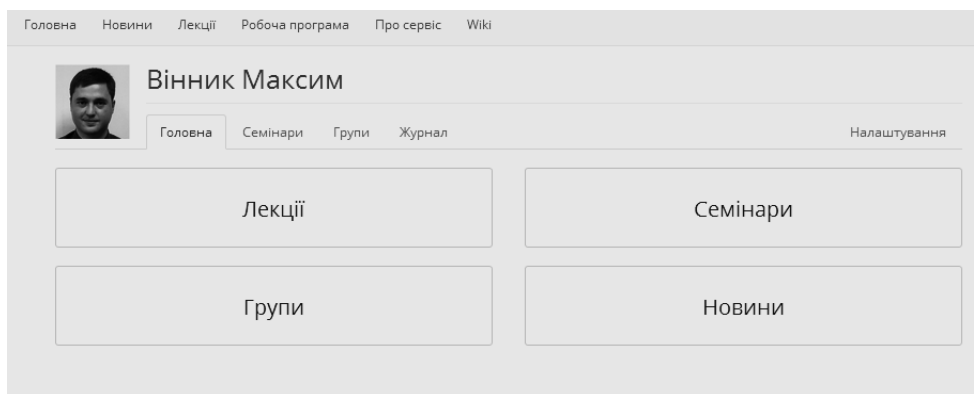 Головна Новини Лекції Робоча програма Про сервіс Wiki
Вінник Максим
Головна Семінари Групи Журнал Налаштування
Лекції Семінари
Групи Новини